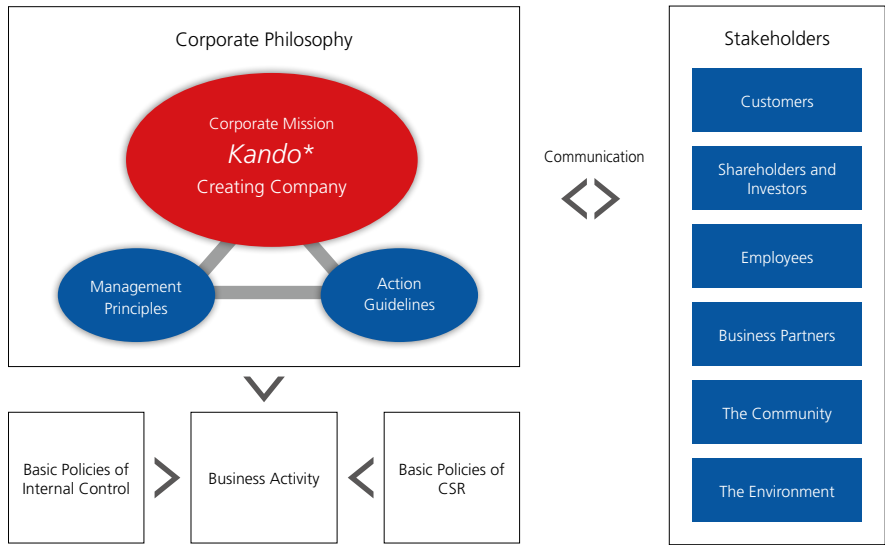 Corporate Philosophy
Corporate Mission
Kando*
Creating Company
Management
Principles
Action
Guidelines
Communication
Stakeholders
Customers
Shareholders and
Investors
Employees
Business Partners
The Community
The Environment
Basic Policies of
Internal Control
Business Activity
Basic Policies of
CSR